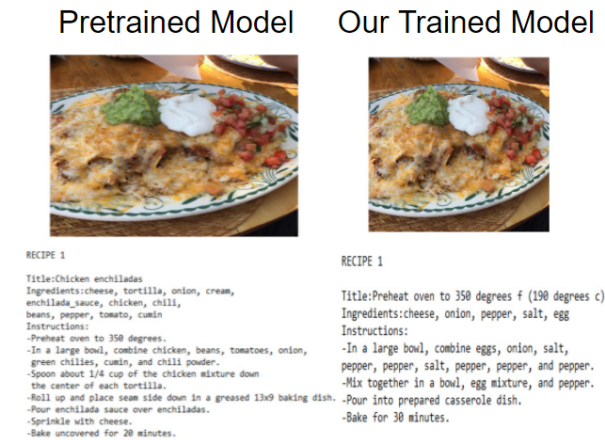 Pretrained Model
Our Trained Model
RECIPE 1
Title:Chicken enchiladas
Ingredients:cheese, tortilla, onion, cream,
enchilada_sauce, chicken, chili,
beans, pepper, tomato, cumin
Instructions:
-Preheat oven to 350 degrees.
-In a large bowl, combine chicken, beans, tomatoes, onion,
green chilies, cumin, and chili powder.
-Spoon about 1/4 cup of the chicken mixture down
the center of each tortilla.
-Roll up and place seam side down in a greased 13x9 baking dish.
-Pour enchilada sauce over enchiladas.
-Sprinkle with cheese.
-Bake uncovered for 20 minutes.
RECIPE 1
Title:Preheat oven to 350 degrees f (190 degrees c)
Ingredients:cheese, onion, pepper, salt, egg
Instructions:
-In a large bowl, combine eggs, onion, salt,
pepper, pepper, salt, pepper, pepper, and pepper.
-Mix together in a bowl, egg mixture, and pepper.
-Pour into prepared casserole dish.
-Bake for 30 minutes.